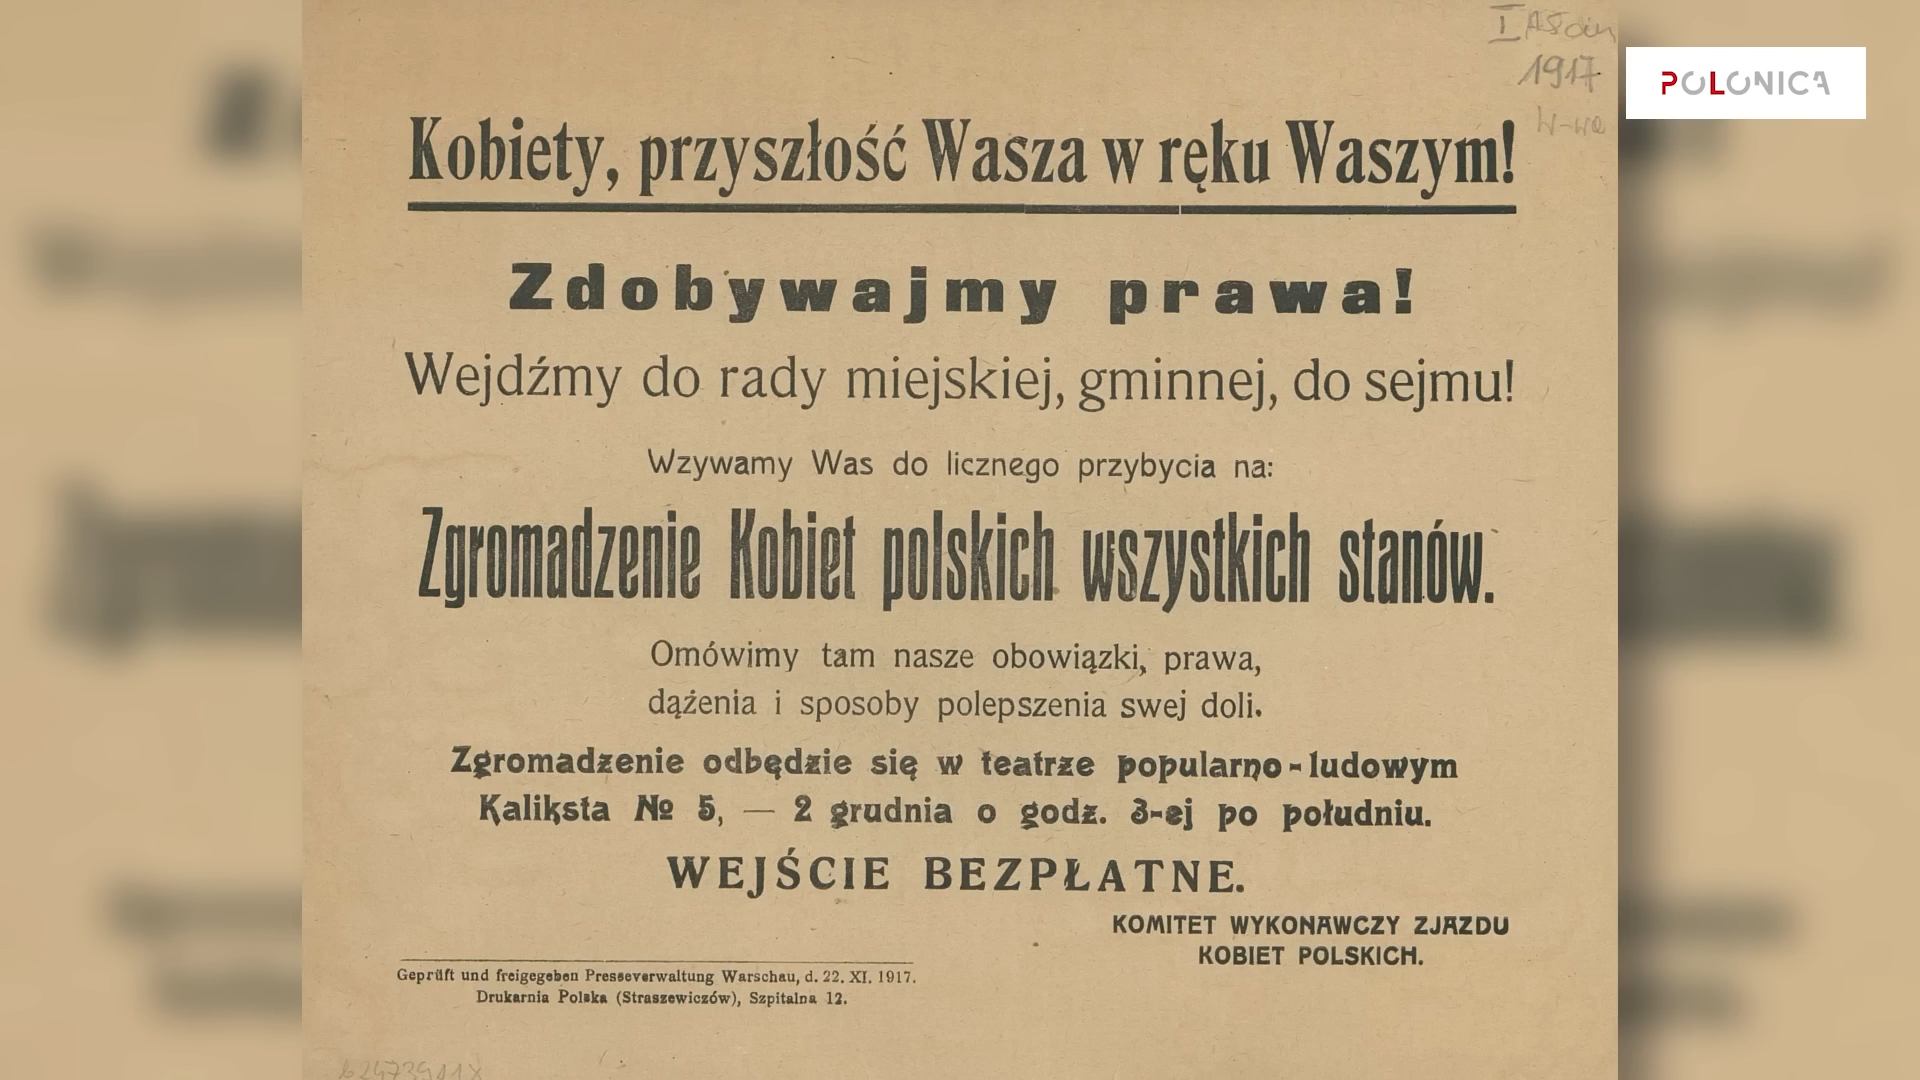 1917
W-wa
POLONICA
Kobiety, przyszłość Wasza w ręku Waszym!
Zdobywajmy prawa!
Wejdźmy do rady miejskiej, gminnej, do sejmu!
Wzywamy Was do licznego przybycia na:
Zgromadzenie Kobiet polskich wszystkich stanów.
Omówimy tam nasze obowiązki, prawa,
dążenia i sposoby polepszenia swej doli.
Zgromadzenie odbędzie się w teatrze popularno-ludowym
Kaliksta № 5, — 2 grudnia o godz. 3-ej po południu.
WEJŚCIE BEZPŁATNE.
KOMITET WYKONAWCZY ZJAZDU
KOBIET POLSKICH.
Geprüft und freigegeben Presseverwaltung Warschau, d. 22. XI. 1917.
Drukarnia Polska (Straszewiczów), Szpitalna 12.